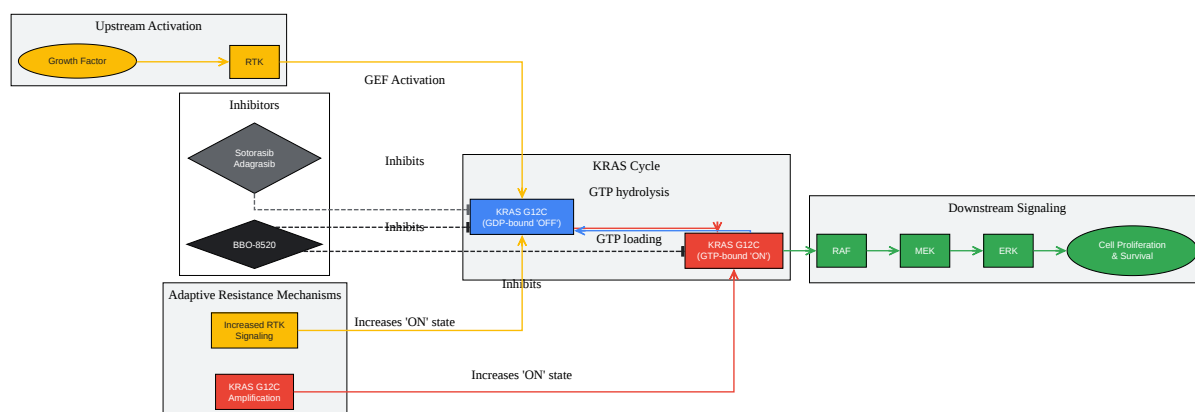 Upstream Activation
Growth Factor
RTK
GEF Activation
Inhibitors
Sotorasib
Adagrasib
Inhibits
BBO-8520
Inhibits
Inhibits
KRAS Cycle
GTP hydrolysis
KRAS G12C
(GDP-bound 'OFF')
GTP loading
KRAS G12C
(GTP-bound 'ON')
Downstream Signaling
RAF
MEK
ERK
Cell Proliferation
& Survival
Adaptive Resistance Mechanisms
Increased RTK
Signaling
Increases 'ON' state
KRAS G12C
Amplification
Increases 'ON' state